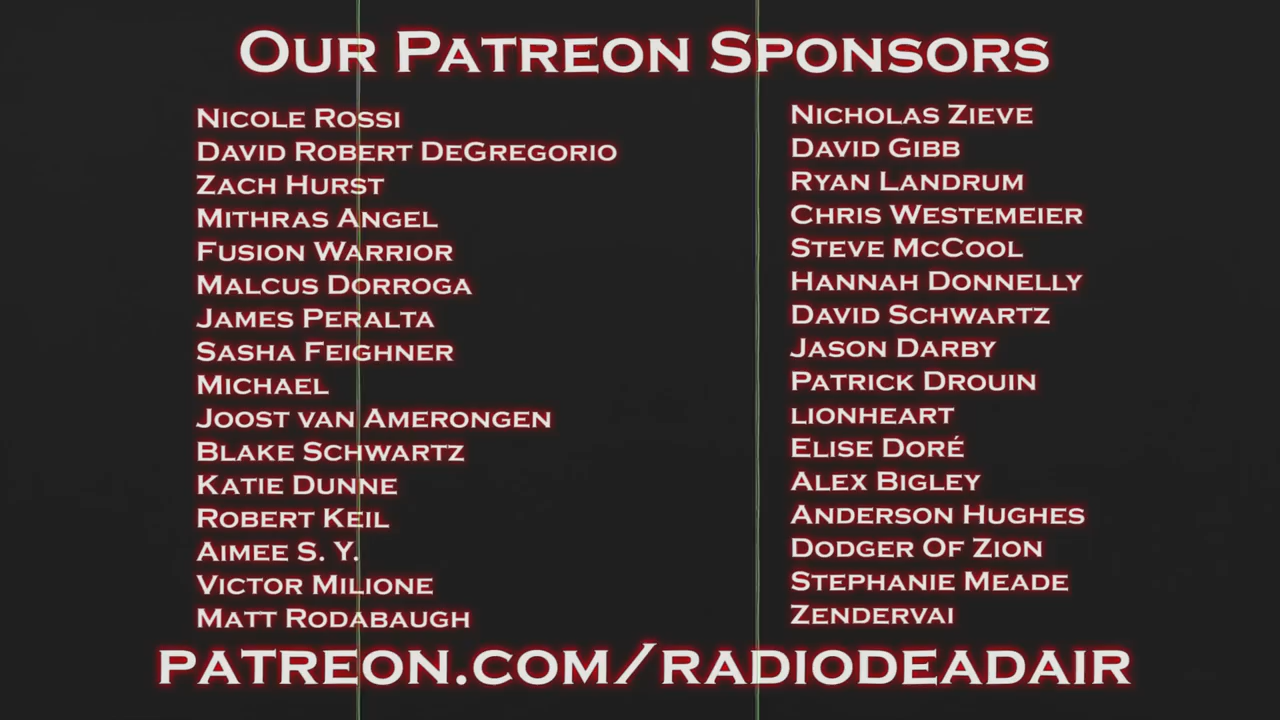 Our Patreon Sponsors
Nicole Rossi
David Robert DeGregorio
Zach Hurst
Mithras Angel
Fusion Warrior
Malcus Dorroga
James Peralta
Sasha Feighner
Michael
Joost van Amerongen
Blake Schwartz
Katie Dunne
Robert Keil
Aimee S. Y.
Victor Milione
Matt Rodabaugh
Nicholas Zieve
David Gibb
Ryan Landrum
Chris Westemeier
Steve McCool
Hannah Donnelly
David Schwartz
Jason Darby
Patrick Drouin
lionheart
Elise Doré
Alex Bigley
Anderson Hughes
Dodger Of Zion
Stephanie Meade
Zendervai
patreon.com/radiodeadair